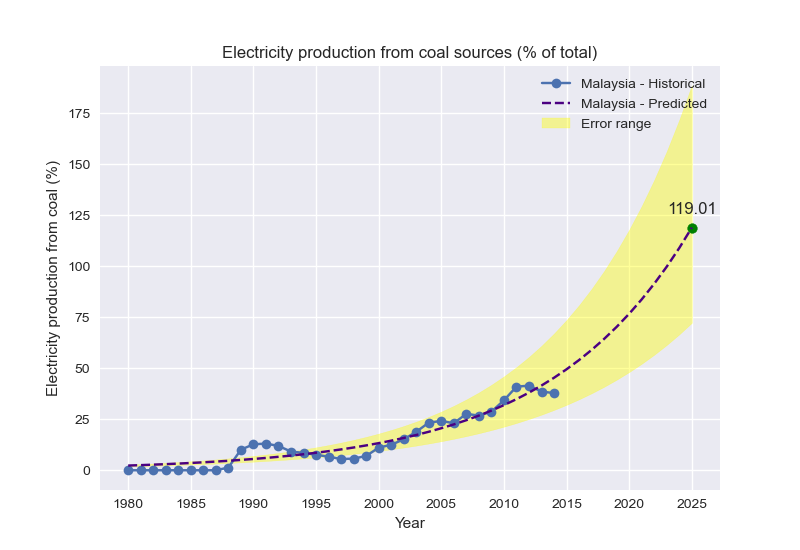 Electricity production from coal sources (% of total)
Malaysia - Historical
Malaysia - Predicted
Error range
119.01
Electricity production from coal (%)
175
150
125
100
75
50
25
0
1980 1985 1990 1995 2000 2005 2010 2015 2020 2025
Year